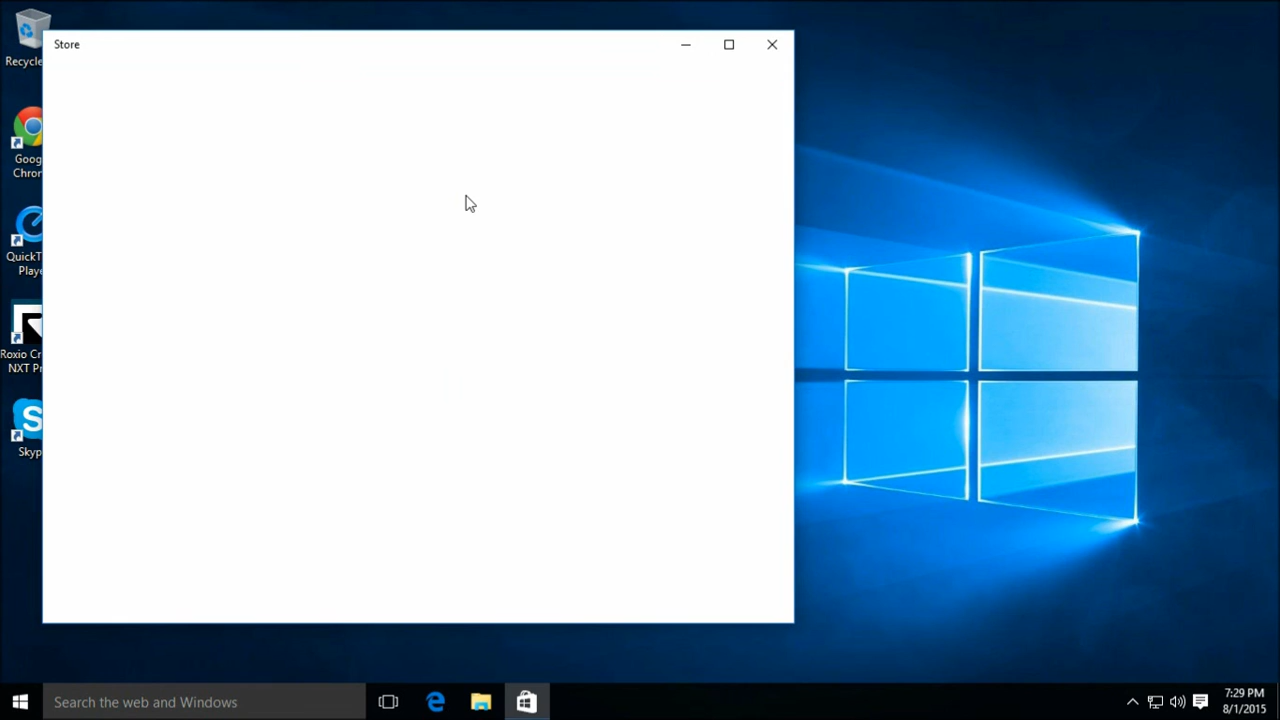 Store
Recycle
Goog
Chron
QuickT
Playe
Roxio Cr
NXT Pr
Skyp
Search the web and Windows
7:29 PM
8/1/2015